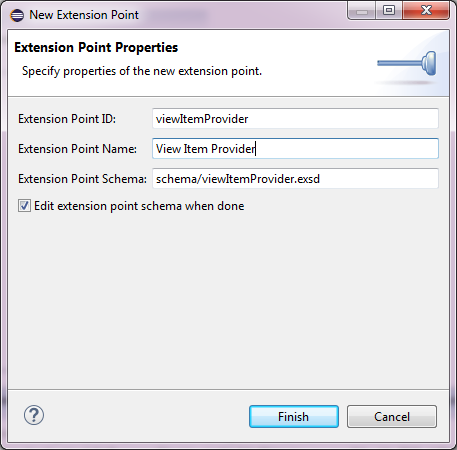 New Extension Point
Extension Point Properties
Specify properties of the new extension point.
Extension Point ID: viewItemProvider
Extension Point Name: View Item Provider
Extension Point Schema: schema/viewItemProvider.exsd
Edit extension point schema when done
? Finish Cancel